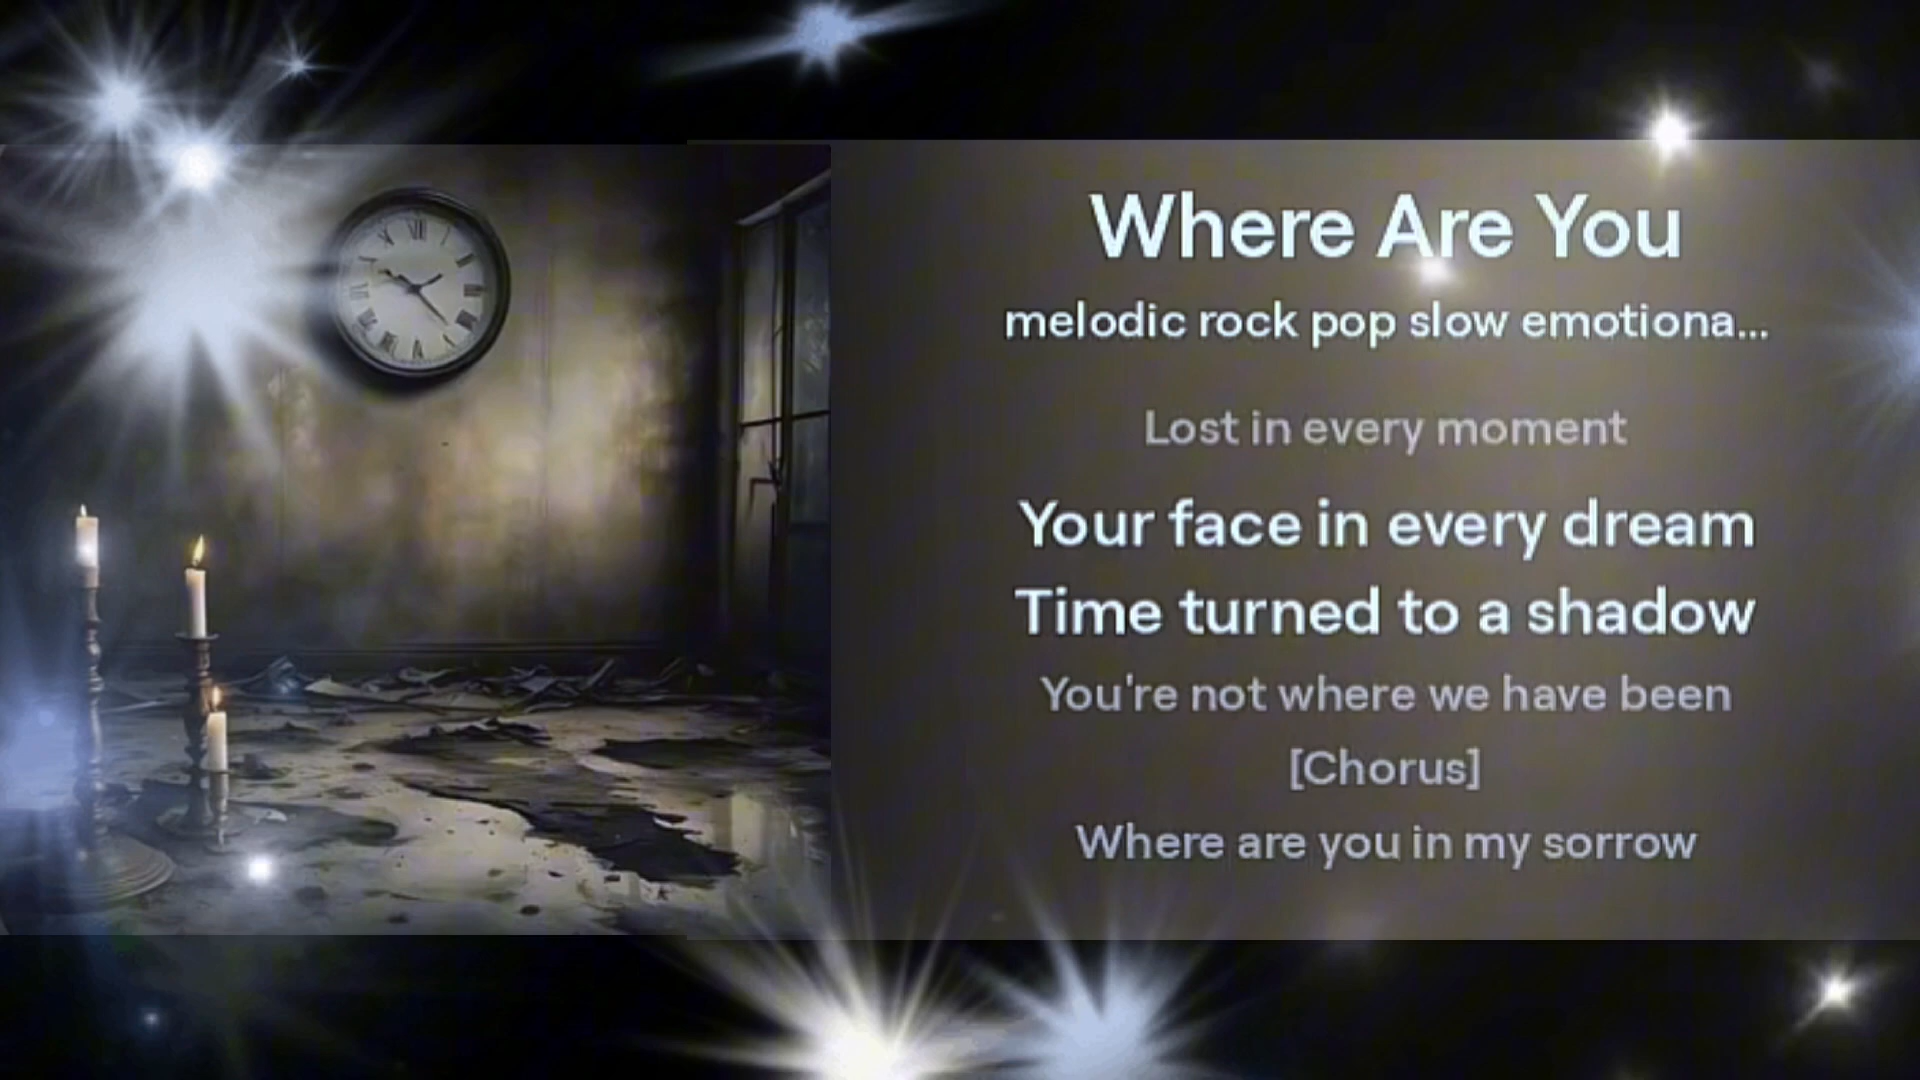 Where Are You
melodic rock pop slow emotiona...
Lost in every moment
Your face in every dream
Time turned to a shadow
You're not where we have been
[Chorus]
Where are you in my sorrow